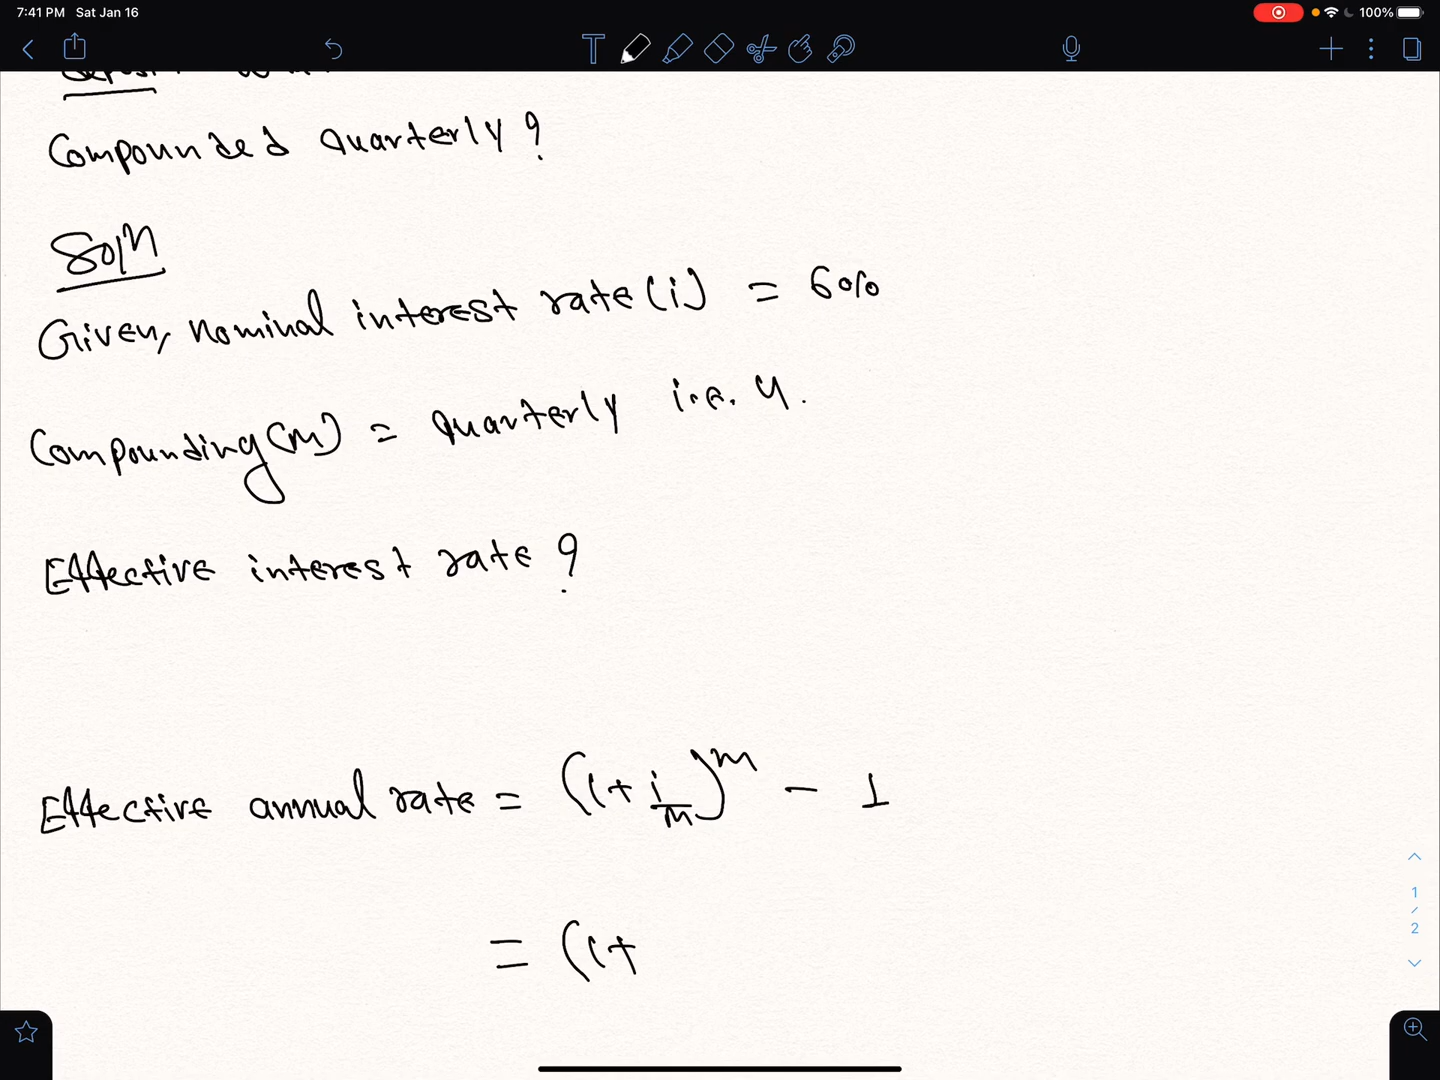 7:41 PM Sat Jan 16
100%
Compounded quarterly?
Soln
Given, nominal interest rate (i) = 6%
Compounding (m) = quarterly i.e. 4.
Effective interest rate?
Effective annual rate = (1 + i/m)^m - 1
= (1+
1
/
2